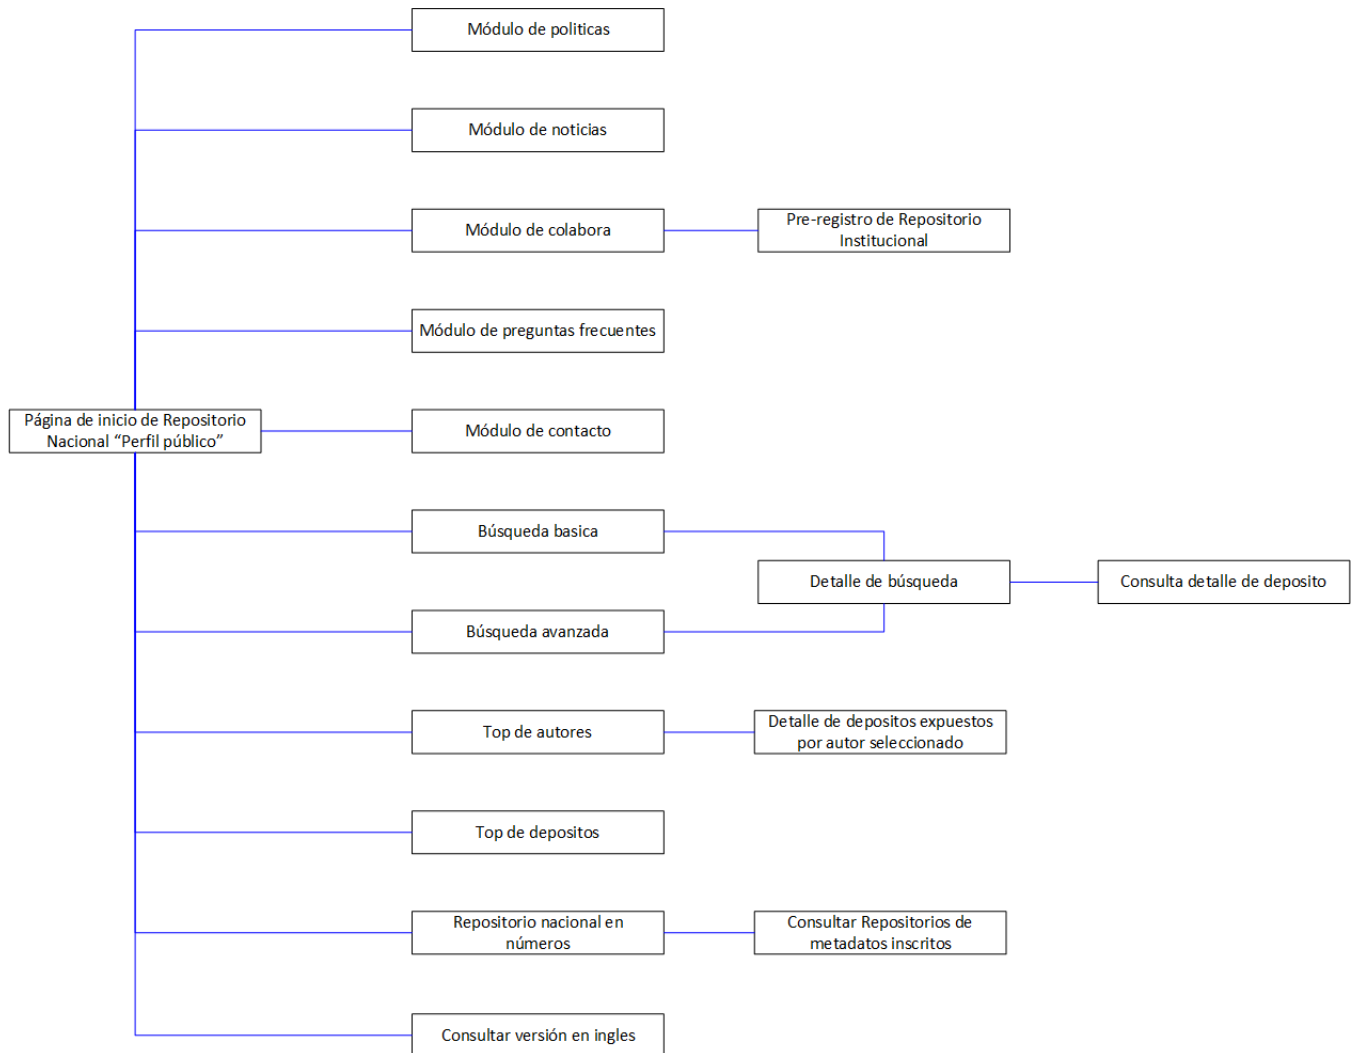 Módulo de politicas
Módulo de noticias
Módulo de colabora
Pre-registro de Repositorio
Institucional
Módulo de preguntas frecuentes
Página de inicio de Repositorio
Nacional “Perfil público”
Módulo de contacto
Búsqueda basica
Detalle de búsqueda
Consulta detalle de deposito
Búsqueda avanzada
Top de autores
Detalle de depositos expuestos
por autor seleccionado
Top de depositos
Repositorio nacional en
números
Consultar Repositorios de
metadatos inscritos
Consultar versión en ingles